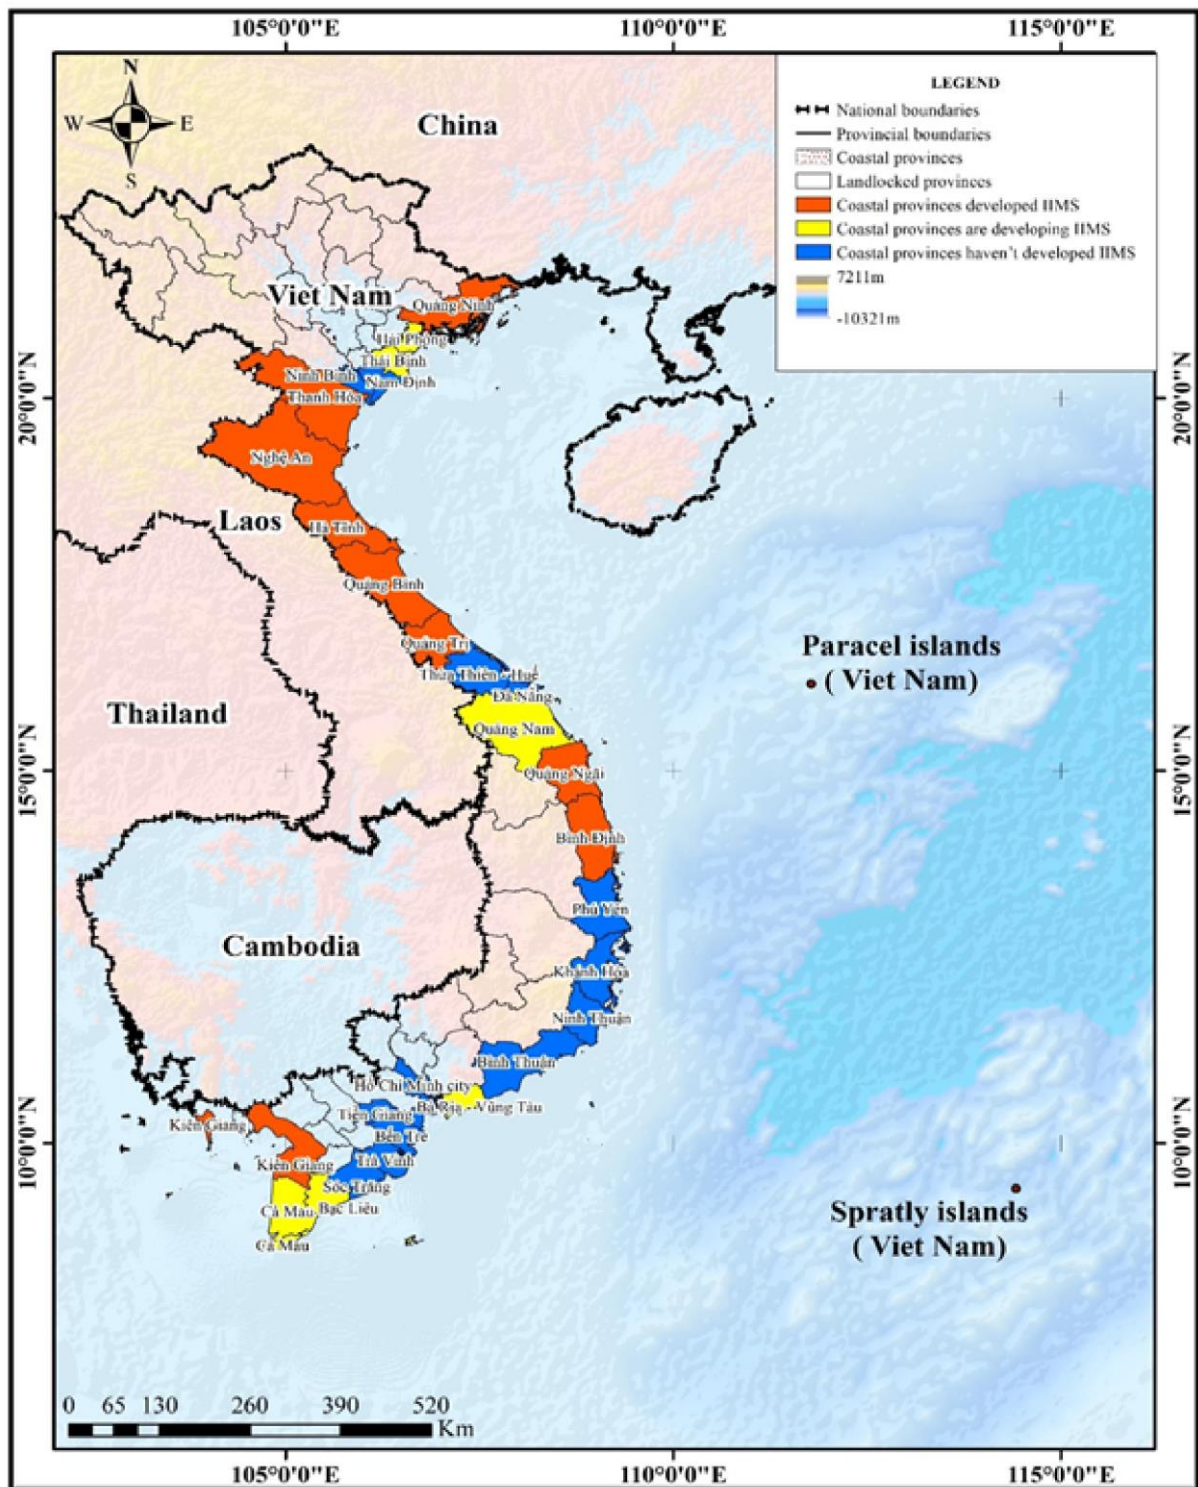 105°0'0"E 110°0'0"E 115°0'0"E
N
W E
S
LEGEND
National boundaries
Provincial boundaries
Coastal provinces
Landlocked provinces
Coastal provinces developed IIMS
Coastal provinces are developing IIMS
Coastal provinces haven't developed IIMS
7211m
-10321m
China
Viet Nam
Quảng Ninh
Hải Phòng
Thái Bình
Ninh Bình
Nam Định
Thanh Hóa
20°0'0"N 20°0'0"N
Nghệ An
Laos
Hà Tĩnh
Quảng Bình
Quảng Trị
Thừa Thiên - Huế
Đà Nẵng
Paracel islands
( Viet Nam)
Thailand
Quảng Nam
15°0'0"N 15°0'0"N
Quảng Ngãi
Bình Định
Phú Yên
Cambodia
Khánh Hòa
Ninh Thuận
Bình Thuận
Hồ Chí Minh city
Bà Rịa - Vũng Tàu
Tiền Giang
Kiên Giang
Bến Tre
10°0'0"N 10°0'0"N
Trà Vinh
Kiên Giang
Sóc Trăng
Bạc Liêu
Cà Mau
Cà Mau
Spratly islands
( Viet Nam)
0 65 130 260 390 520
Km
105°0'0"E 110°0'0"E 115°0'0"E